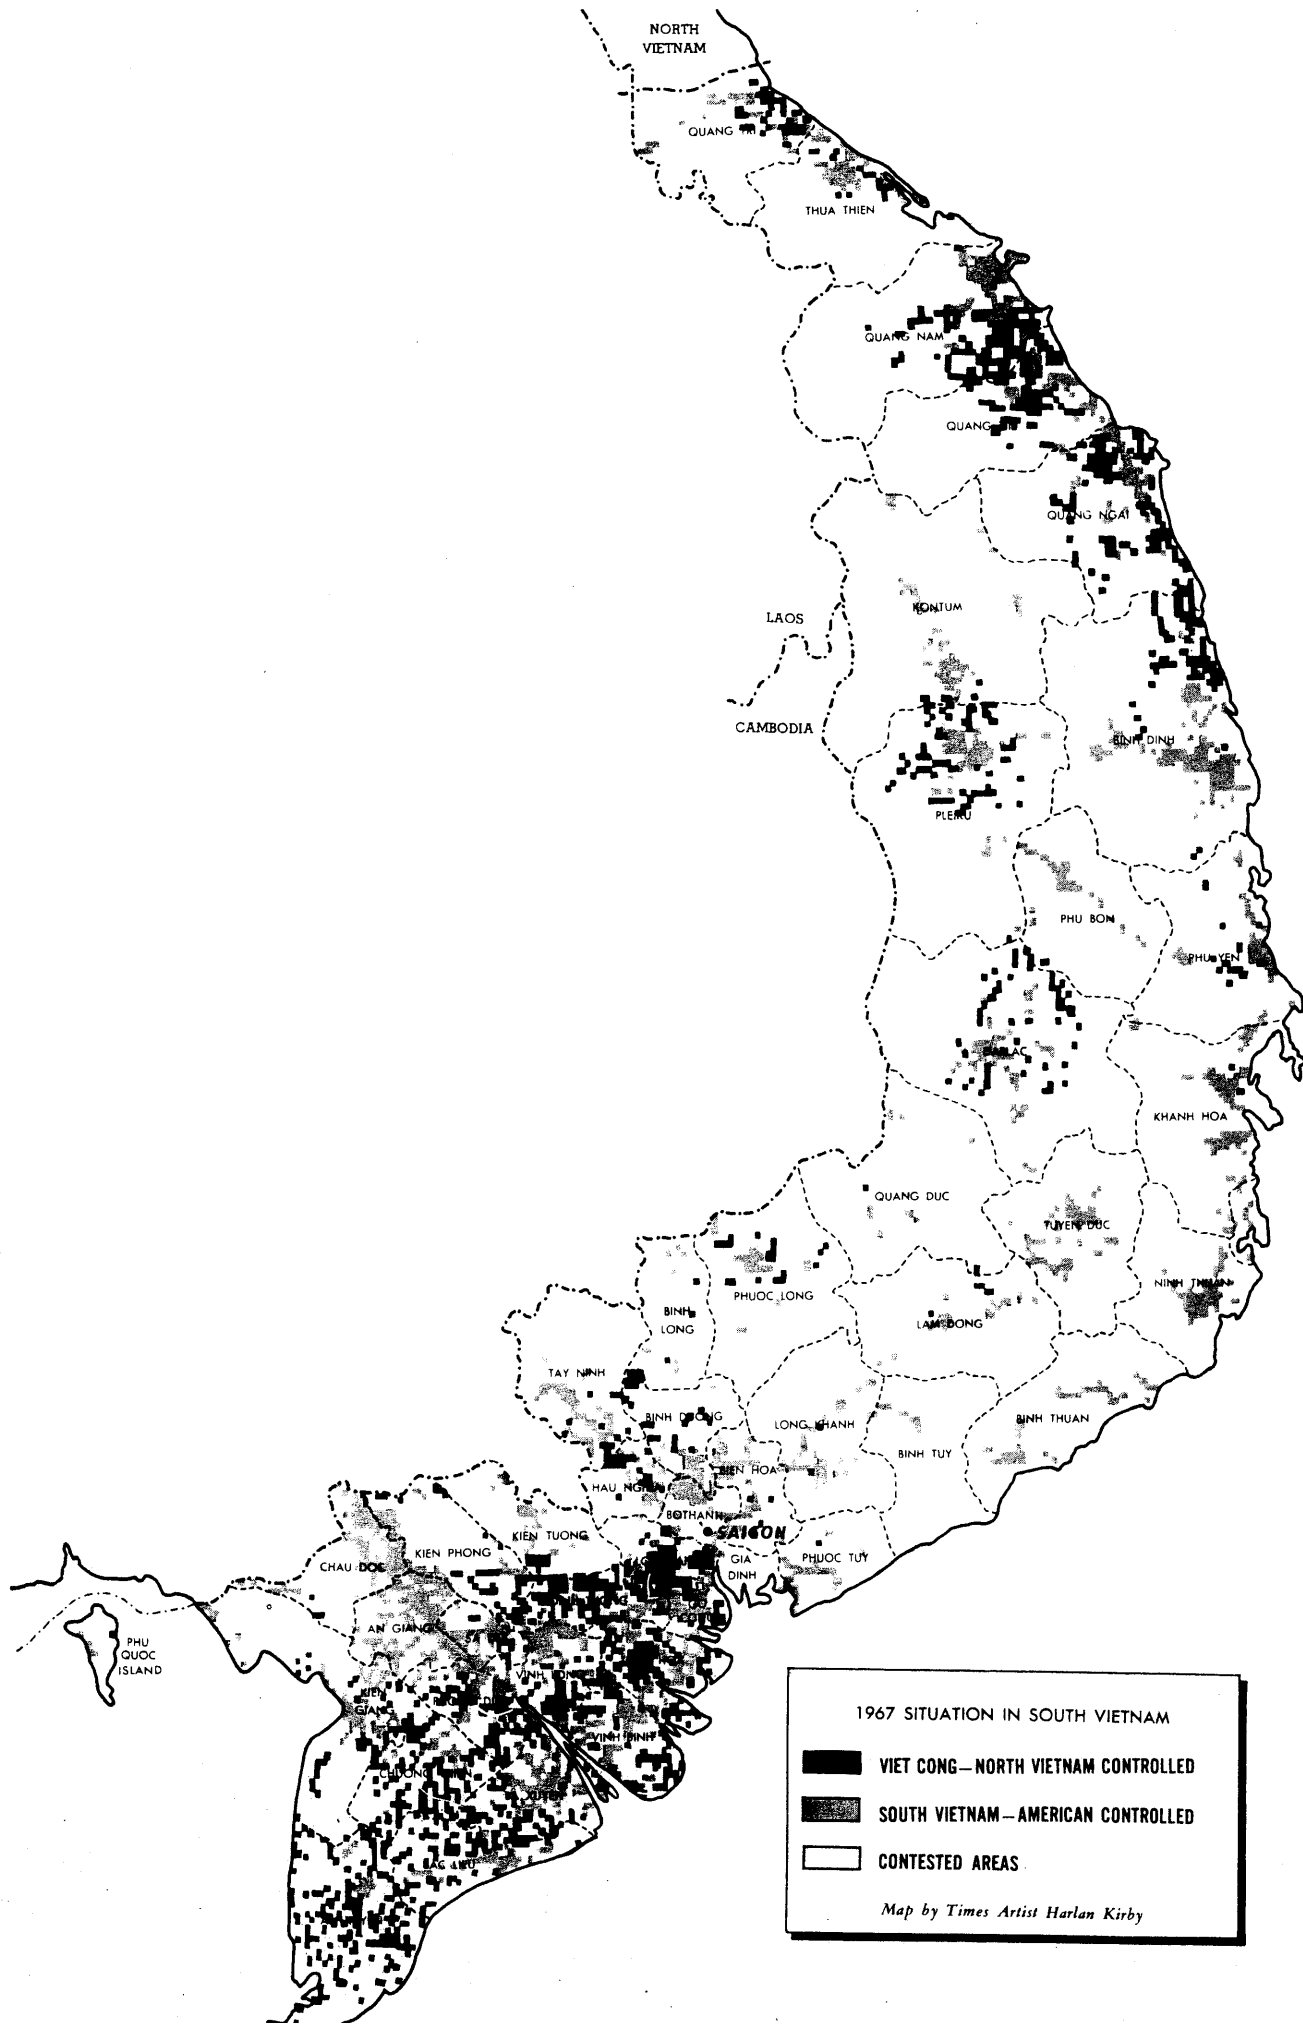 NORTH
VIETNAM
QUANG TRI
THUA THIEN
QUANG NAM
QUANG
QUANG NGAI
KONTUM
LAOS
CAMBODIA
BINH DINH
PLEIKU
PHU BON
PHU YEN
DARLAC
KHANH HOA
QUANG DUC
TUYEN DUC
NINH THUAN
PHUOC LONG
BINH
LONG
LAM DONG
TAY NINH
BINH DUONG
LONG KHANH
BINH THUAN
BINH TUY
BIEN HOA
HAU NGHIA
BOTHANH
SAIGON
KIEN TUONG
KIEN PHONG
CHAU DOC
GIA
DINH
PHUOC TUY
AN GIANG
VINH LONG
PHU
QUOC
ISLAND
KIEN
GIANG
VINH BINH
CHUONG THIEN
BAC LIEU
1967 SITUATION IN SOUTH VIETNAM
VIET CONG—NORTH VIETNAM CONTROLLED
SOUTH VIETNAM—AMERICAN CONTROLLED
CONTESTED AREAS
Map by Times Artist Harlan Kirby